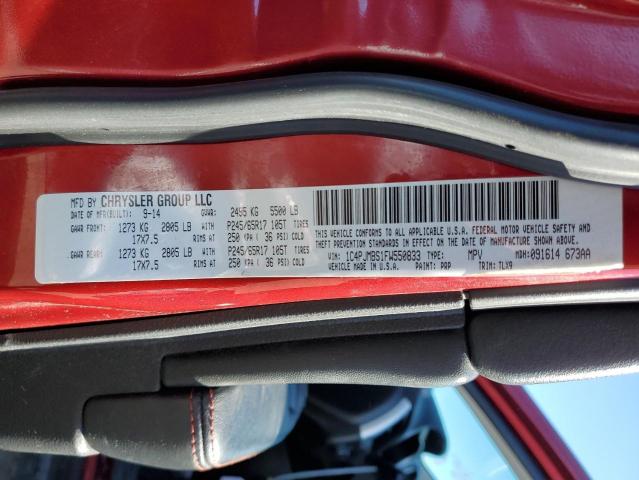 MFD BY CHRYSLER GROUP LLC
DATE OF MFR(BUILT): 9-14 GVWR: 2495 KG 5500 LB
GAWR FRONT: 1273 KG 2805 LB WITH P245/65R17 105T TIRES
17X7.5 RIMS AT 250 KPA ( 36 PSI) COLD
GAWR REAR: 1273 KG 2805 LB WITH P245/65R17 105T TIRES
17X7.5 RIMS AT 250 KPA ( 36 PSI) COLD
THIS VEHICLE CONFORMS TO ALL APPLICABLE U.S.A. FEDERAL MOTOR VEHICLE SAFETY
THEFT PREVENTION STANDARDS IN EFFECT ON THE DATE OF MANUFACTURE SHOWN ABOVE.
VIN: 1C4PJMBS1FW550833 TYPE: MPV MDH:091614 673AA
VEHICLE MADE IN U.S.A. PAINT: PRP TRIM: TLX9